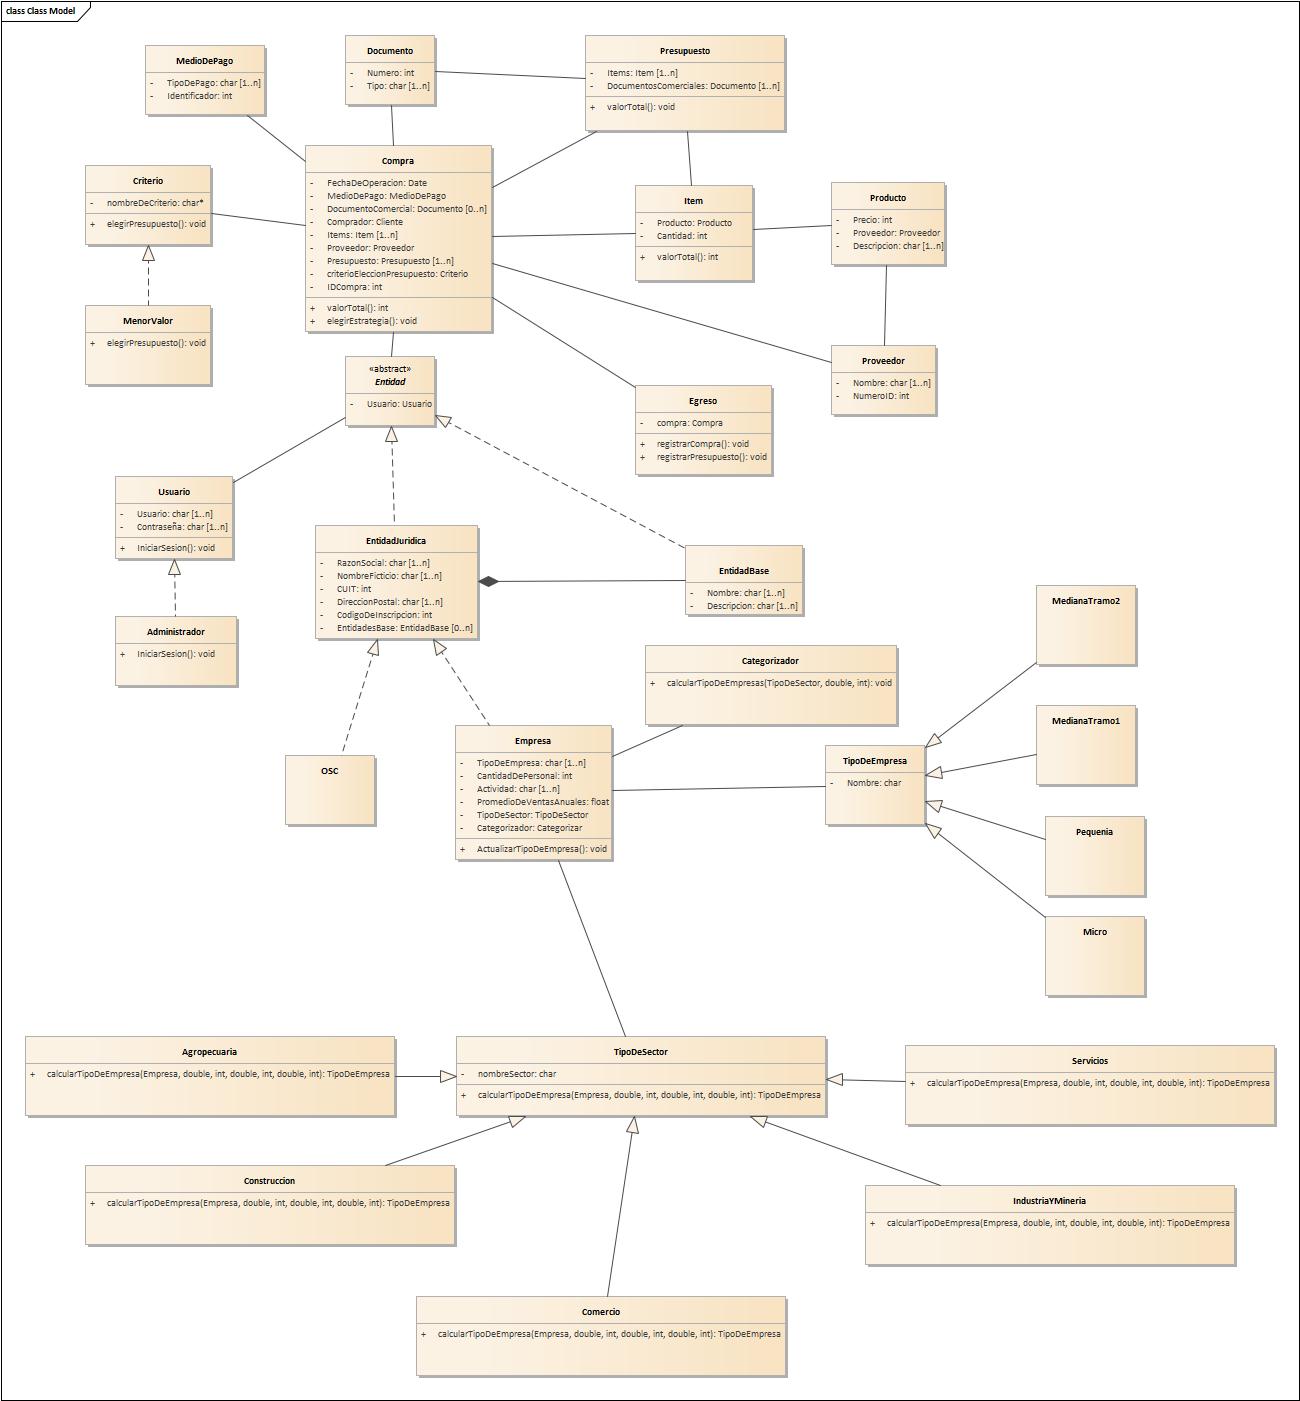 class Class Model
MedioDePago
- TipoDePago: char [1..n]
- Identificador: int
Documento
- Numero: int
- Tipo: char [1..n]
Presupuesto
- Items: Item [1..n]
- DocumentosComerciales: Documento [1..n]
+ valorTotal(): void
Criterio
- nombreDeCriterio: char*
+ elegirPresupuesto(): void
Compra
- FechaDeOperacion: Date
- MedioDePago: MedioDePago
- DocumentoComercial: Documento [0..n]
- Comprador: Cliente
- Items: Item [1..n]
- Proveedor: Proveedor
- Presupuesto: Presupuesto [1..n]
- criterioEleccionPresupuesto: Criterio
- IDCompra: int
+ valorTotal(): int
+ elegirEstrategia(): void
Item
- Producto: Producto
- Cantidad: int
+ valorTotal(): int
Producto
- Precio: int
- Proveedor: Proveedor
- Descripcion: char [1..n]
MenorValor
+ elegirPresupuesto(): void
«abstract»
Entidad
- Usuario: Usuario
Egreso
- compra: Compra
+ registrarCompra(): void
+ registrarPresupuesto(): void
Proveedor
- Nombre: char [1..n]
- NumeroID: int
Usuario
- Usuario: char [1..n]
- Contraseña: char [1..n]
+ IniciarSesion(): void
EntidadJuridica
- RazonSocial: char [1..n]
- NombreFicticio: char [1..n]
- CUIT: int
- DireccionPostal: char [1..n]
- CodigoDeInscripcion: int
- EntidadesBase: EntidadBase [0..n]
EntidadBase
- Nombre: char [1..n]
- Descripcion: char [1..n]
Administrador
+ IniciarSesion(): void
MedianaTramo2
Categorizador
+ calcularTipoDeEmpresas(TipoDeSector, double, int): void
MedianaTramo1
OSC
Empresa
- TipoDeEmpresa: char [1..n]
- CantidadDePersonal: int
- Actividad: char [1..n]
- PromedioDeVentasAnuales: float
- TipoDeSector: TipoDeSector
- Categorizador: Categorizar
+ ActualizarTipoDeEmpresa(): void
TipoDeEmpresa
- Nombre: char
Pequenia
Micro
Agropecuaria
+ calcularTipoDeEmpresa(Empresa, double, int, double, int, double, int): TipoDeEmpresa
TipoDeSector
- nombreSector: char
+ calcularTipoDeEmpresa(Empresa, double, int, double, int, double, int): TipoDeEmpresa
Servicios
+ calcularTipoDeEmpresa(Empresa, double, int, double, int, double, int): TipoDeEmpresa
Construccion
+ calcularTipoDeEmpresa(Empresa, double, int, double, int, double, int): TipoDeEmpresa
IndustriaYMineria
+ calcularTipoDeEmpresa(Empresa, double, int, double, int, double, int): TipoDeEmpresa
Comercio
+ calcularTipoDeEmpresa(Empresa, double, int, double, int, double, int): TipoDeEmpresa